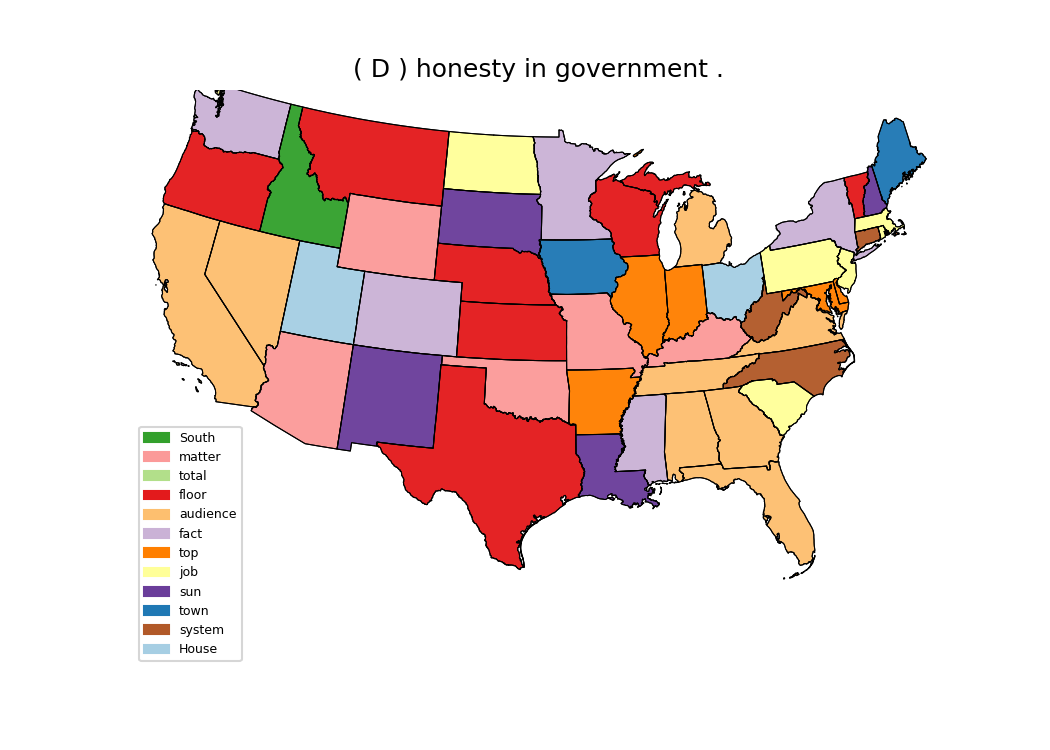 ( D ) honesty in government .
South
matter
total
floor
audience
fact
top
job
sun
town
system
House